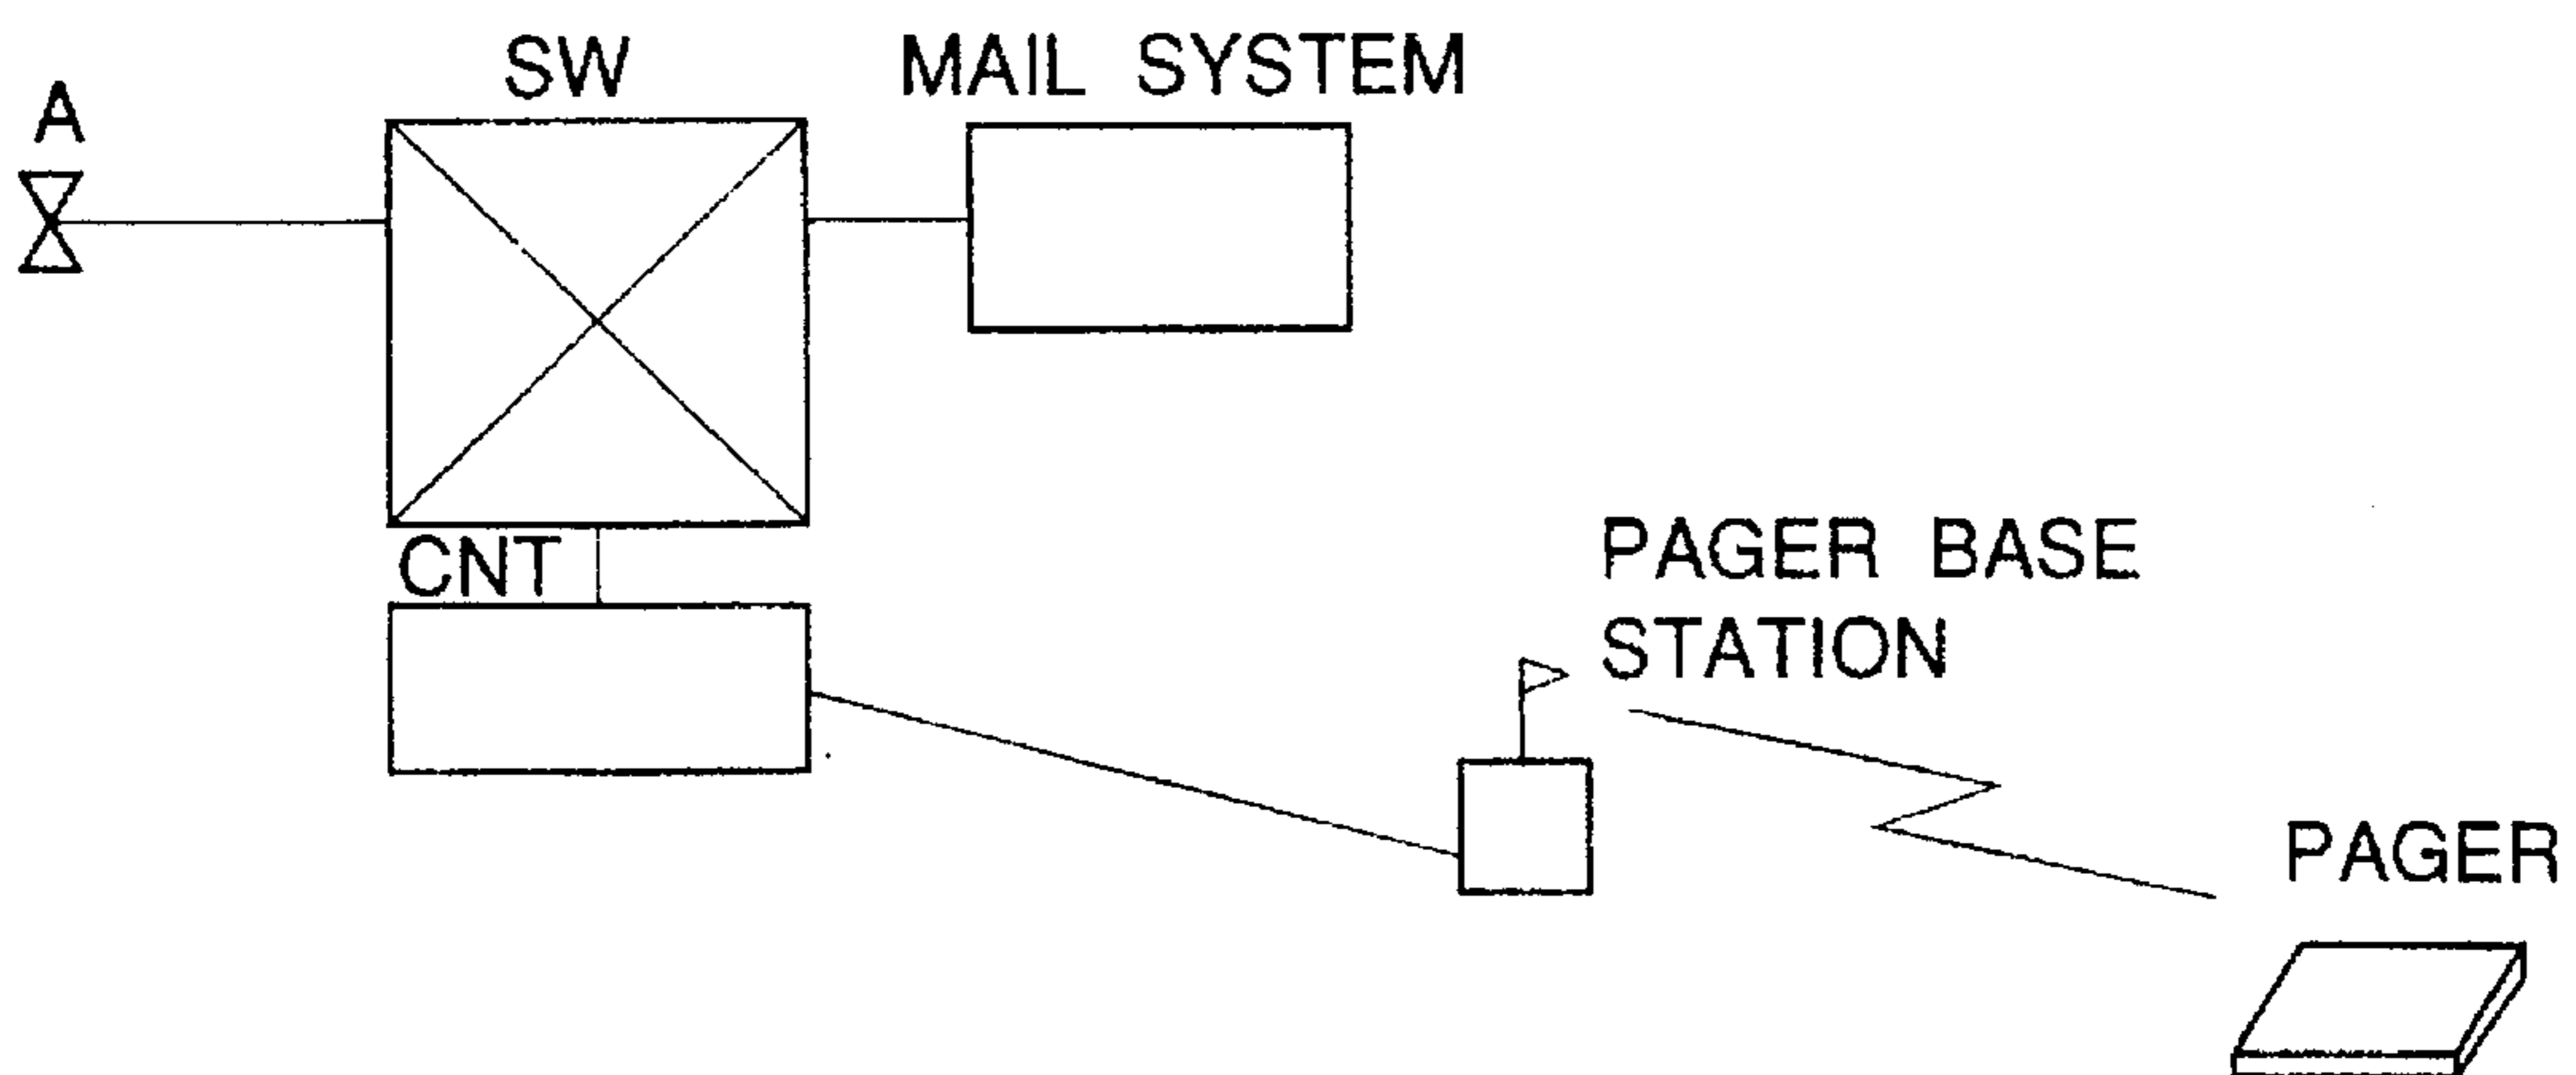 A
SW
MAIL SYSTEM
CNT
PAGER BASE
STATION
PAGER